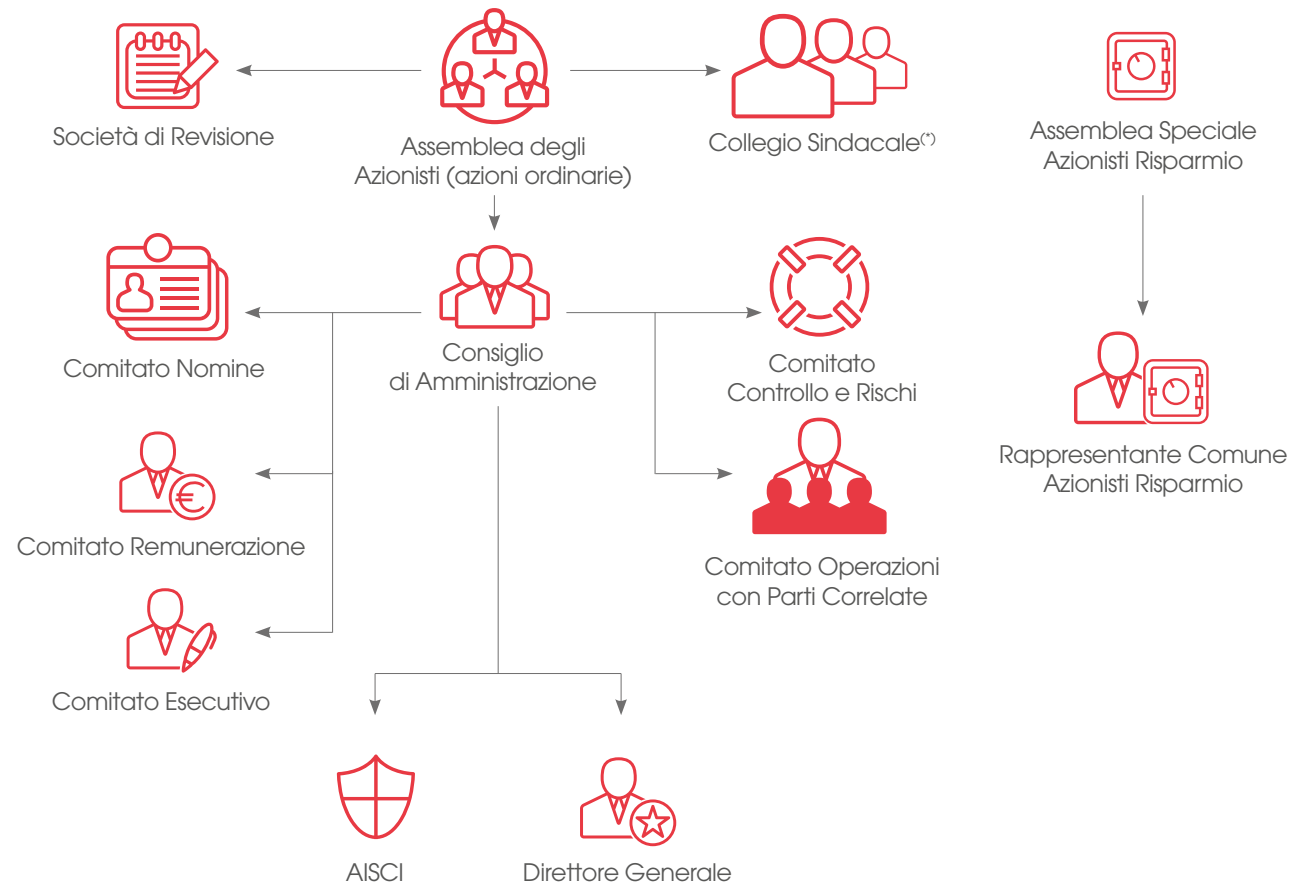 Società di Revisione
Assemblea degli
Azionisti (azioni ordinarie)
Collegio Sindacale(*)
Assemblea Speciale
Azionisti Risparmio
Comitato Nomine
Consiglio
di Amministrazione
Comitato
Controllo e Rischi
Rappresentante Comune
Azionisti Risparmio
Comitato Remunerazione
€
Comitato Operazioni
con Parti Correlate
Comitato Esecutivo
AISCI
Direttore Generale